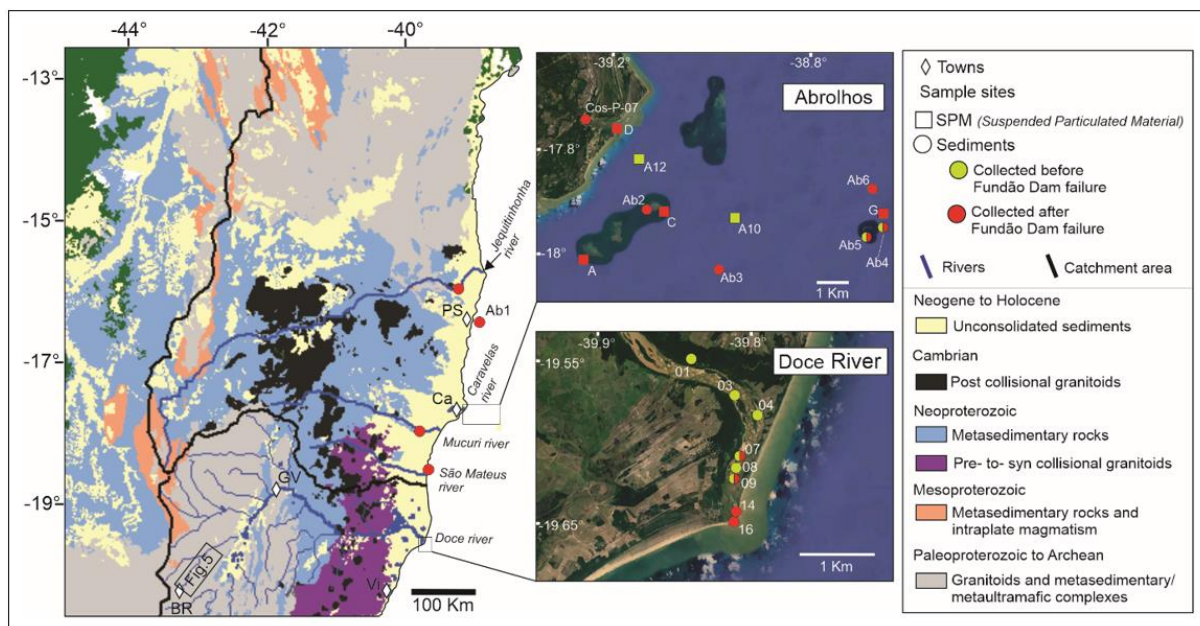 -44°
-42°
-40°
-13°
-15°
-17°
-19°
Jequitinhonha
river
PS
Ab1
Caravelas
river
Ca
Mucuri river
São Mateus
river
GV
Doce river
Fig.5
BR
Vi
100 Km
-39.2
-38.8
Abrolhos
Cos-P-07
D
-17.8
A12
Ab6
Ab2
C
G
A10
Ab5
Ab4
-18°
A
Ab3
1 Km
-39.9
-39.8
Doce River
-19.55
01
03
04
07
08
09
14
-19.65
16
1 Km
Towns
Sample sites
SPM (Suspended Particulated Material)
Sediments
Collected before
Fundão Dam failure
Collected after
Fundão Dam failure
Rivers
Catchment area
Neogene to Holocene
Unconsolidated sediments
Cambrian
Post collisional granitoids
Neoproterozoic
Metasedimentary rocks
Pre- to- syn collisional granitoids
Mesoproterozoic
Metasedimentary rocks and
intraplate magmatism
Paleoproterozoic to Archean
Granitoids and metasedimentary/
metaultramafic complexes